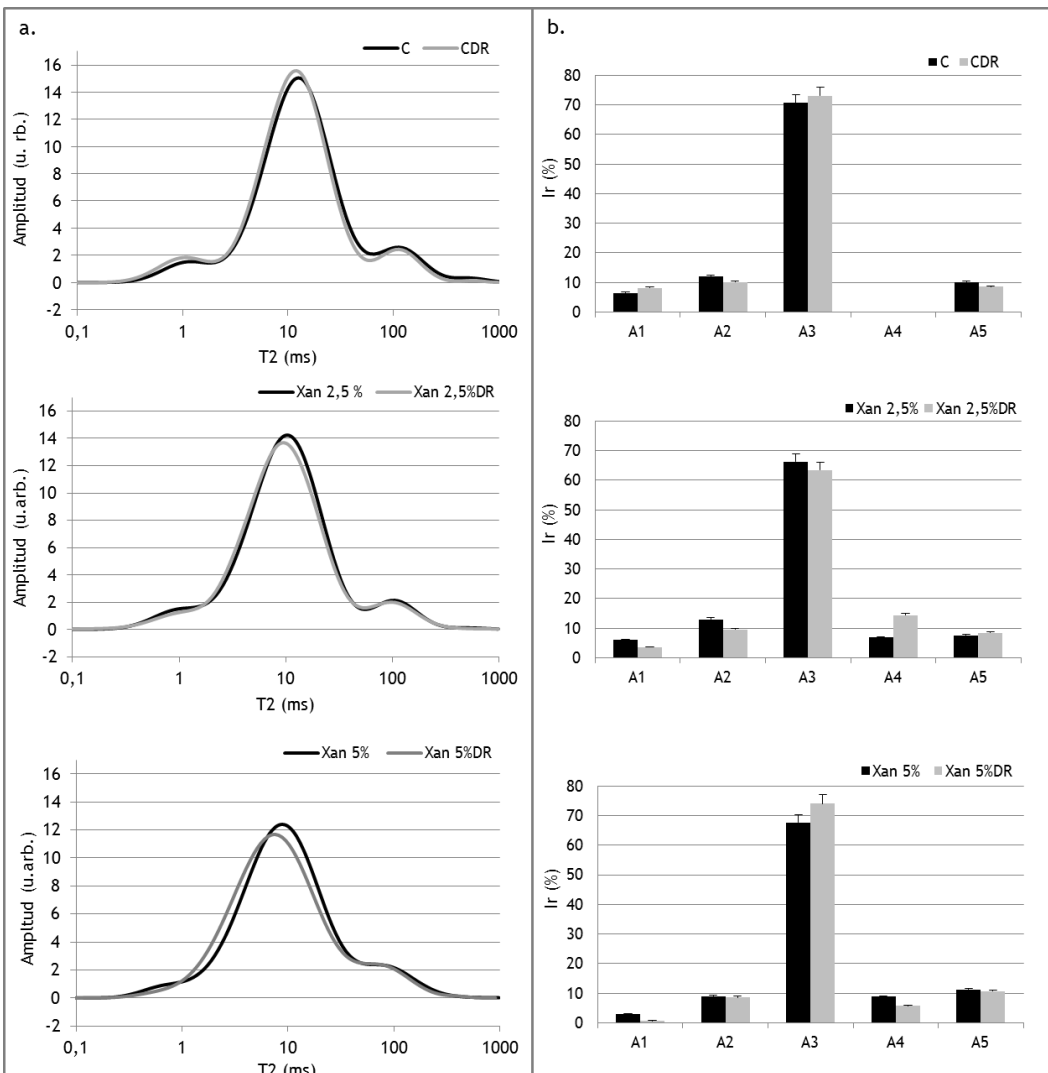 a.
C CDR
16
14
12
10
8
6
4
2
0
-2
Amplitud (u. rb.)
0,1 1 10 100 1000
T2 (ms)
Xan 2,5 % Xan 2,5%DR
16
14
12
10
8
6
4
2
0
-2
Amplitud (u.arb.)
0,1 1 10 100 1000
T2 (ms)
Xan 5% Xan 5%DR
16
14
12
10
8
6
4
2
0
-2
Ampltud (u.arb.)
0,1 1 10 100 1000
T2 (ms)
b.
C CDR
80
70
60
50
40
30
20
10
0
Ir (%)
A1 A2 A3 A4 A5
Xan 2,5% Xan 2,5%DR
80
70
60
50
40
30
20
10
0
Ir (%)
A1 A2 A3 A4 A5
Xan 5% Xan 5%DR
80
70
60
50
40
30
20
10
0
Ir (%)
A1 A2 A3 A4 A5